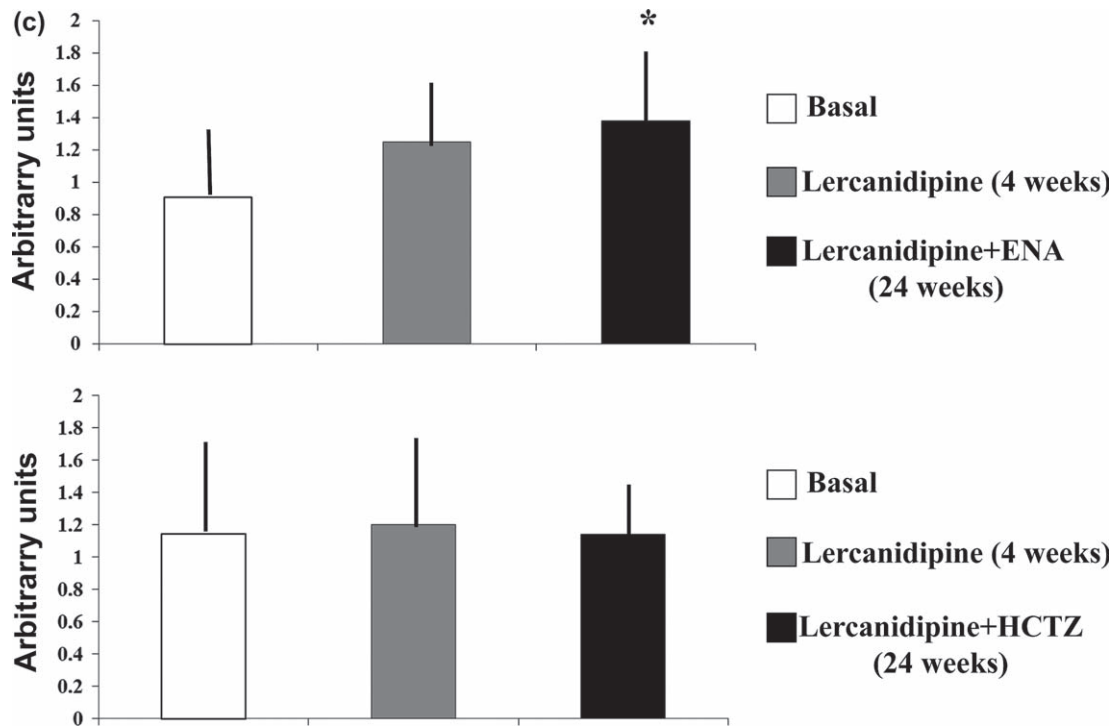 (c)
Arbitrarry units
2
1.8
1.6
1.4
1.2
1
0.8
0.6
0.4
0.2
0
*
Basal
Lercanidipine (4 weeks)
Lercanidipine+ENA
(24 weeks)
Arbitrarry units
2
1.8
1.6
1.4
1.2
1
0.8
0.6
0.4
0.2
0
Basal
Lercanidipine (4 weeks)
Lercanidipine+HCTZ
(24 weeks)